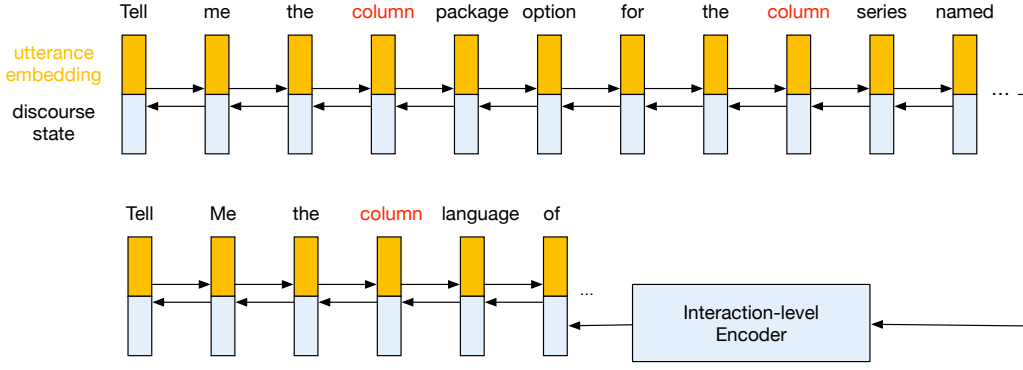 Tell me the column package option for the column series named
utterance
embedding
discourse
state
...
Tell Me the column language of
...
Interaction-level
Encoder